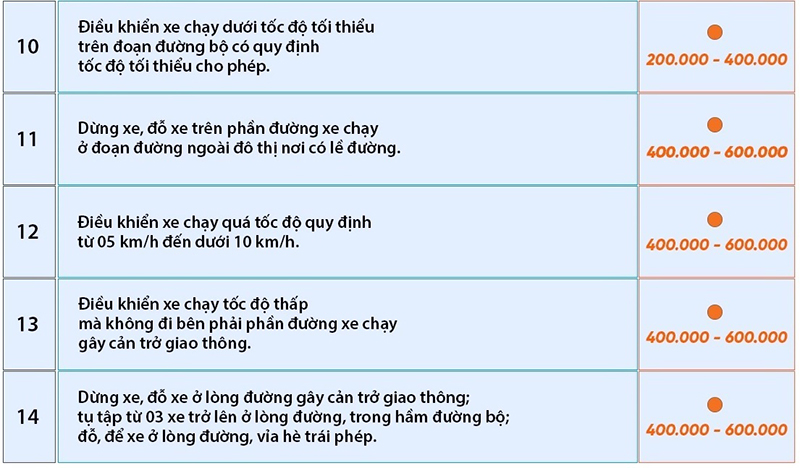 10
Điều khiển xe chạy dưới tốc độ tối thiểu
trên đoạn đường bộ có quy định
tốc độ tối thiểu cho phép.
200.000 - 400.000
11
Dừng xe, đỗ xe trên phần đường xe chạy
ở đoạn đường ngoài đô thị nơi có lề đường.
400.000 - 600.000
12
Điều khiển xe chạy quá tốc độ quy định
từ 05 km/h đến dưới 10 km/h.
400.000 - 600.000
13
Điều khiển xe chạy tốc độ thấp
mà không đi bên phải phần đường xe chạy
gây cản trở giao thông.
400.000 - 600.000
14
Dừng xe, đỗ xe ở lòng đường gây cản trở giao thông;
tụ tập từ 03 xe trở lên ở lòng đường, trong hầm đường bộ;
đỗ, để xe ở lòng đường, vỉa hè trái phép.
400.000 - 600.000